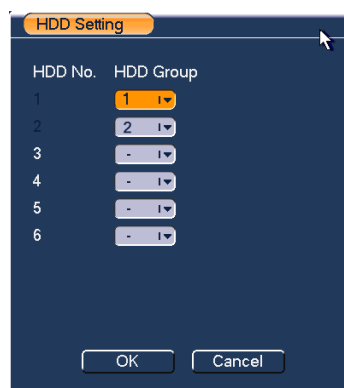 HDD Setting
HDD No. HDD Group
1 1
2 2
3 -
4 -
5 -
6 -
OK Cancel